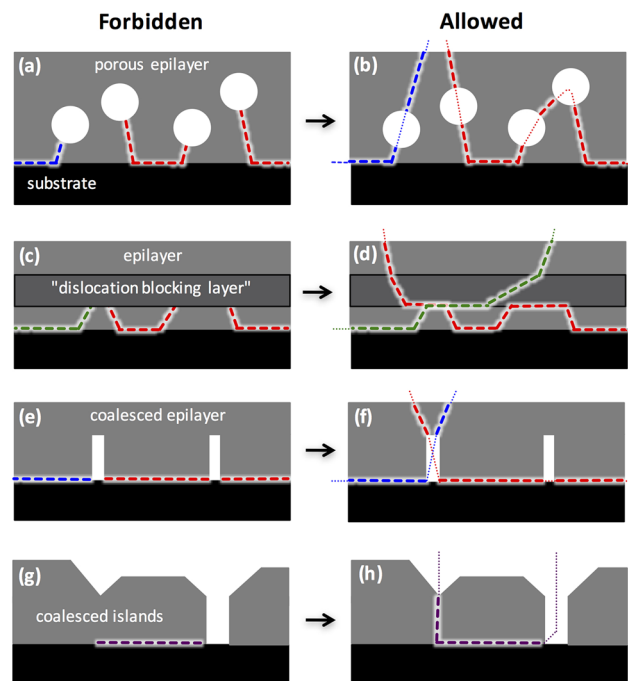 Forbidden
Allowed
(a)
porous epilayer
substrate
(b)
(c)
epilayer
"dislocation blocking layer"
(d)
(e)
coalesced epilayer
(f)
(g)
coalesced islands
(h)